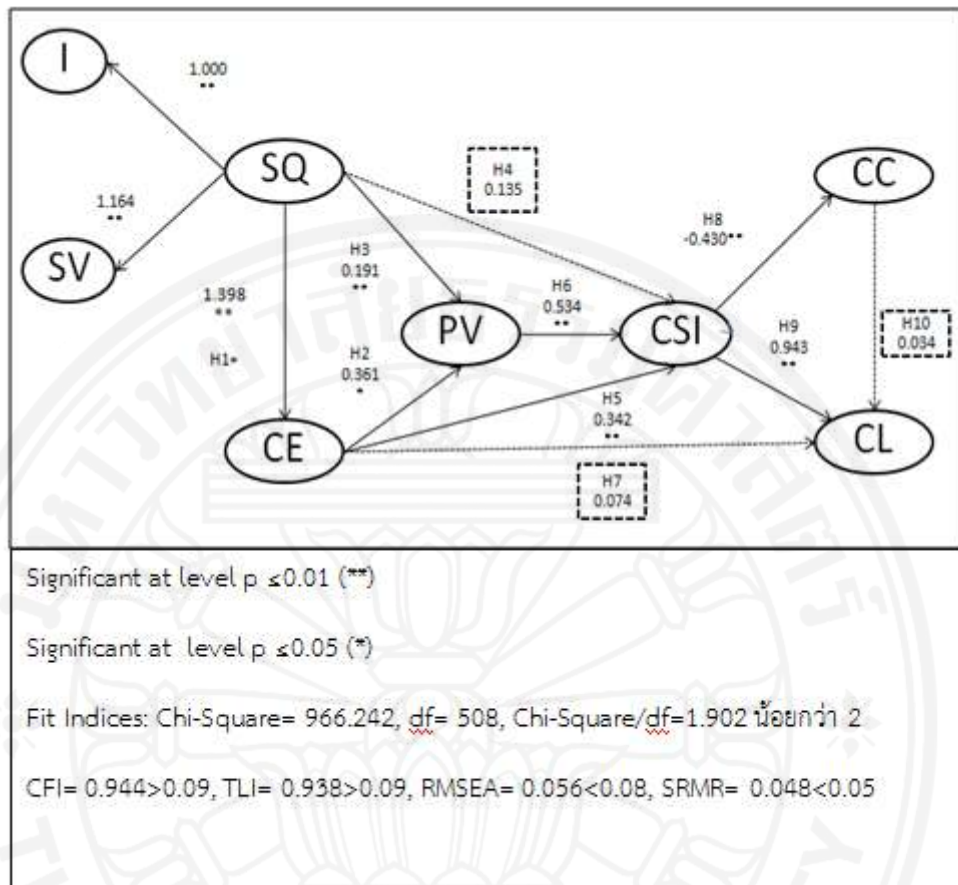 I
1.000
**
SQ
H4
0.135
CC
1.164
**
H8
-0.430**
SV
H3
0.191
**
1.398
**
H6
0.534
**
PV
CSI
H9
0.943
**
H10
0.034
H1*
H2
0.361
*
H5
0.342
**
CE
CL
H7
0.074
Significant at level p ≤0.01 (**)
Significant at level p ≤0.05 (*)
Fit Indices: Chi-Square= 966.242, df= 508, Chi-Square/df=1.902 น้อยกว่า 2
CFI= 0.944>0.09, TLI= 0.938>0.09, RMSEA= 0.056<0.08, SRMR= 0.048<0.05